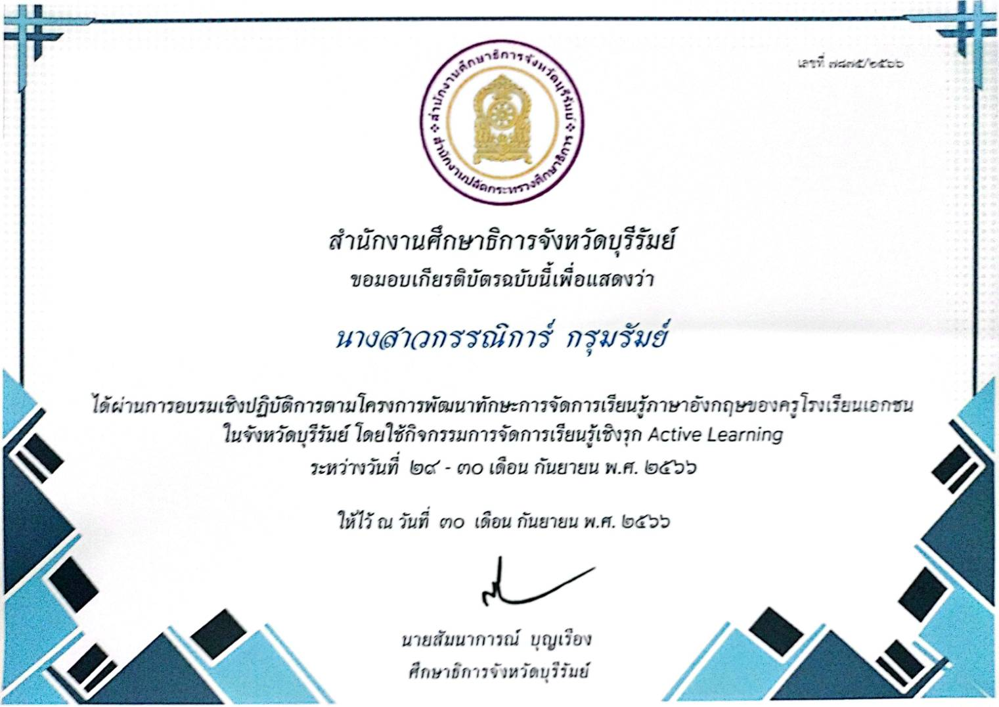 เลขที่ ๗๘๗๕/๒๕๖๖
สำนักงานศึกษาธิการจังหวัดบุรีรัมย์
สำนักงานปลัดกระทรวงศึกษาธิการ
สำนักงานศึกษาธิการจังหวัดบุรีรัมย์
ขอมอบเกียรติบัตรฉบับนี้เพื่อแสดงว่า
นางสาวกรรณิการ์ กรุมรัมย์
ได้ผ่านการอบรมเชิงปฏิบัติการตามโครงการพัฒนาทักษะการจัดการเรียนรู้ภาษาอังกฤษของครูโรงเรียนเอกชน
ในจังหวัดบุรีรัมย์ โดยใช้กิจกรรมการจัดการเรียนรู้เชิงรุก Active Learning
ระหว่างวันที่ ๒๙ - ๓๐ เดือน กันยายน พ.ศ. ๒๕๖๖
ให้ไว้ ณ วันที่ ๓๐ เดือน กันยายน พ.ศ. ๒๕๖๖
นายสัมนาการณ์ บุญเรือง
ศึกษาธิการจังหวัดบุรีรัมย์